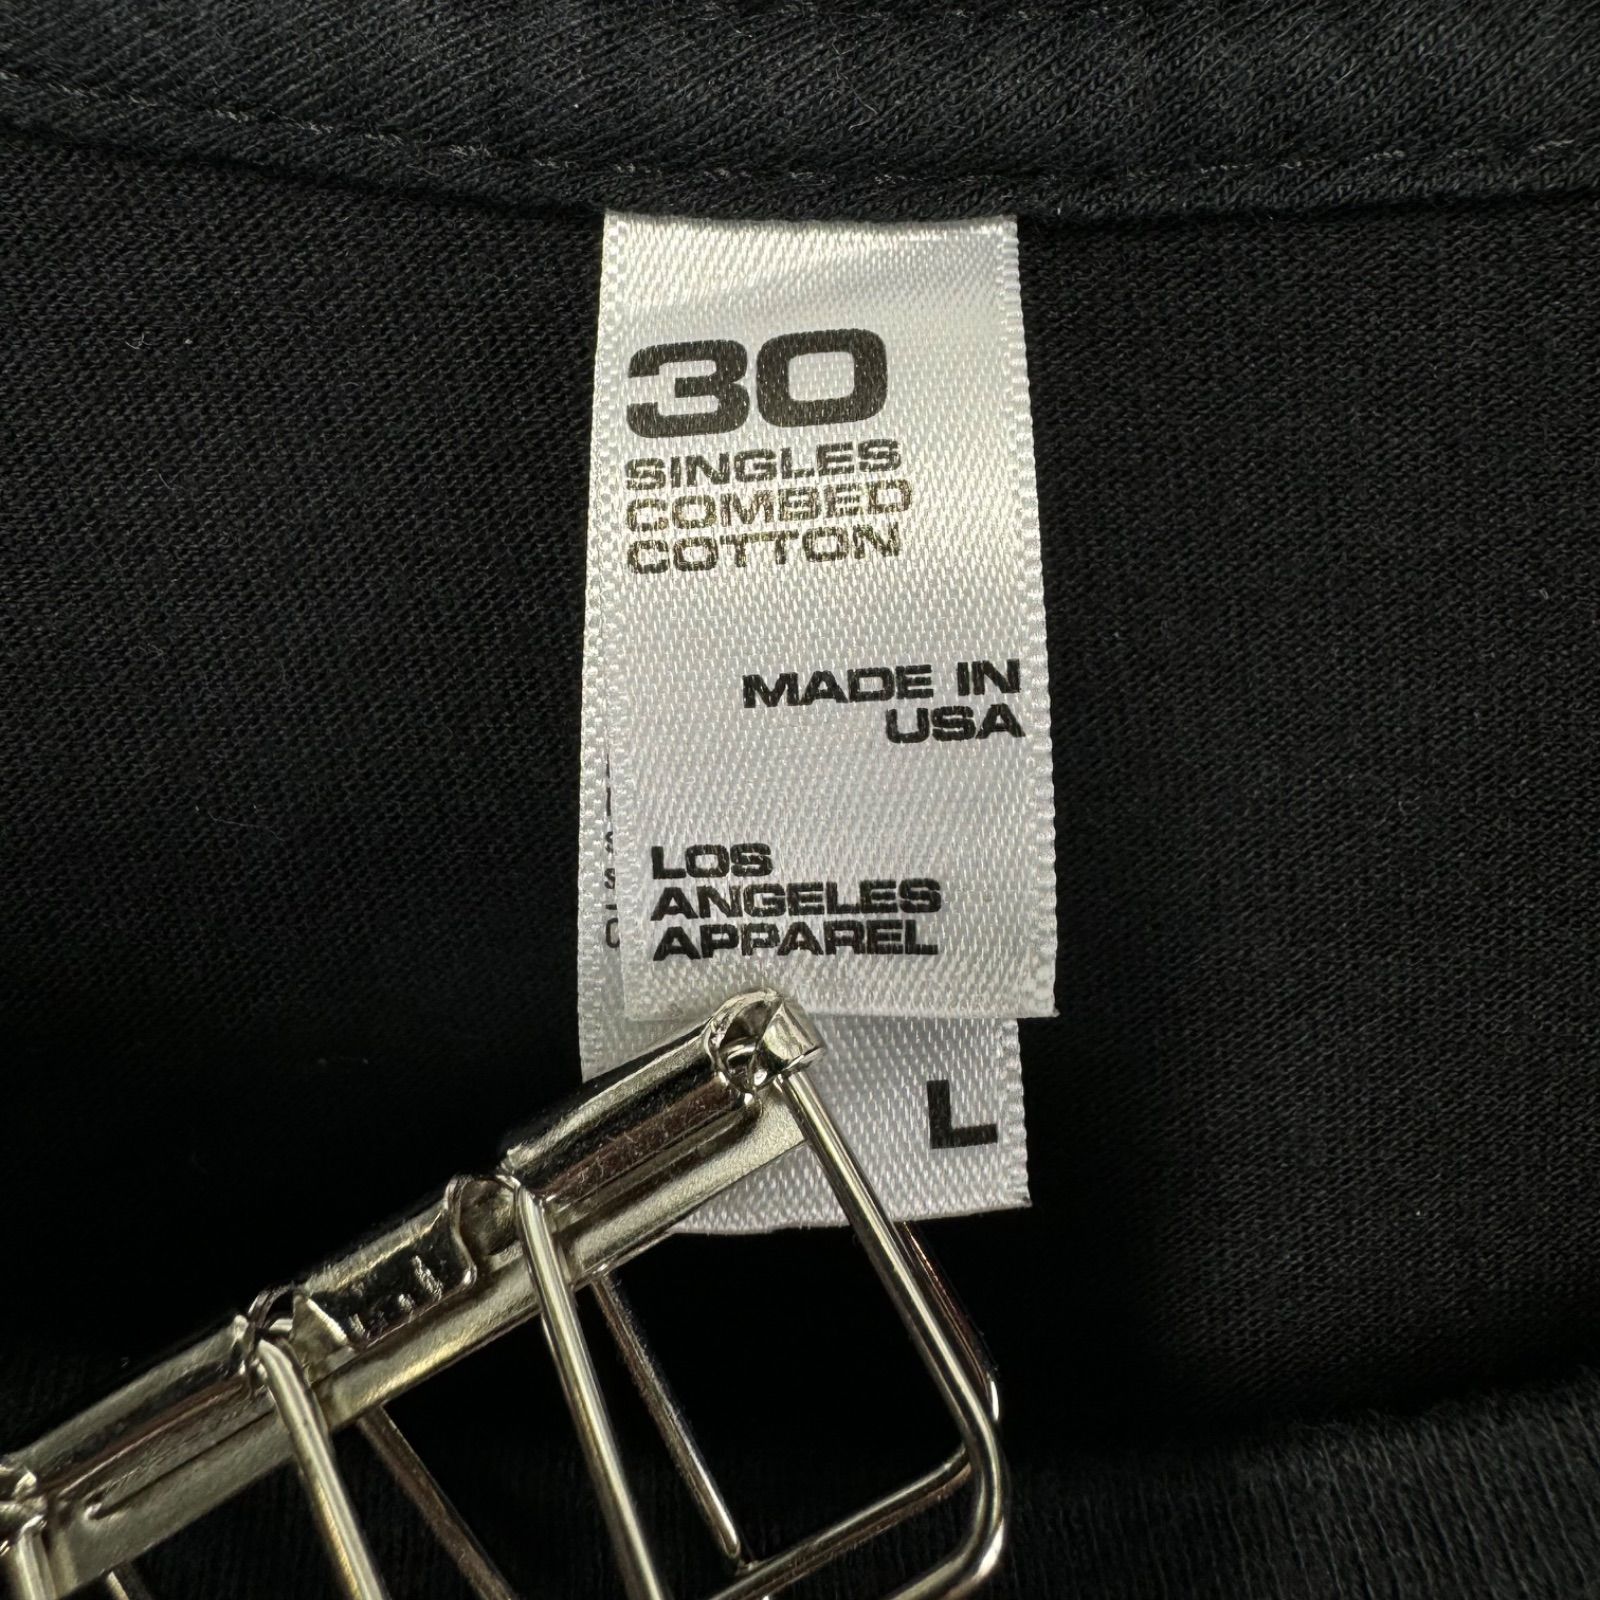 30
SINGLES
COMBED
COTTON
MADE IN
USA
LOS
ANGELES
APPAREL
L